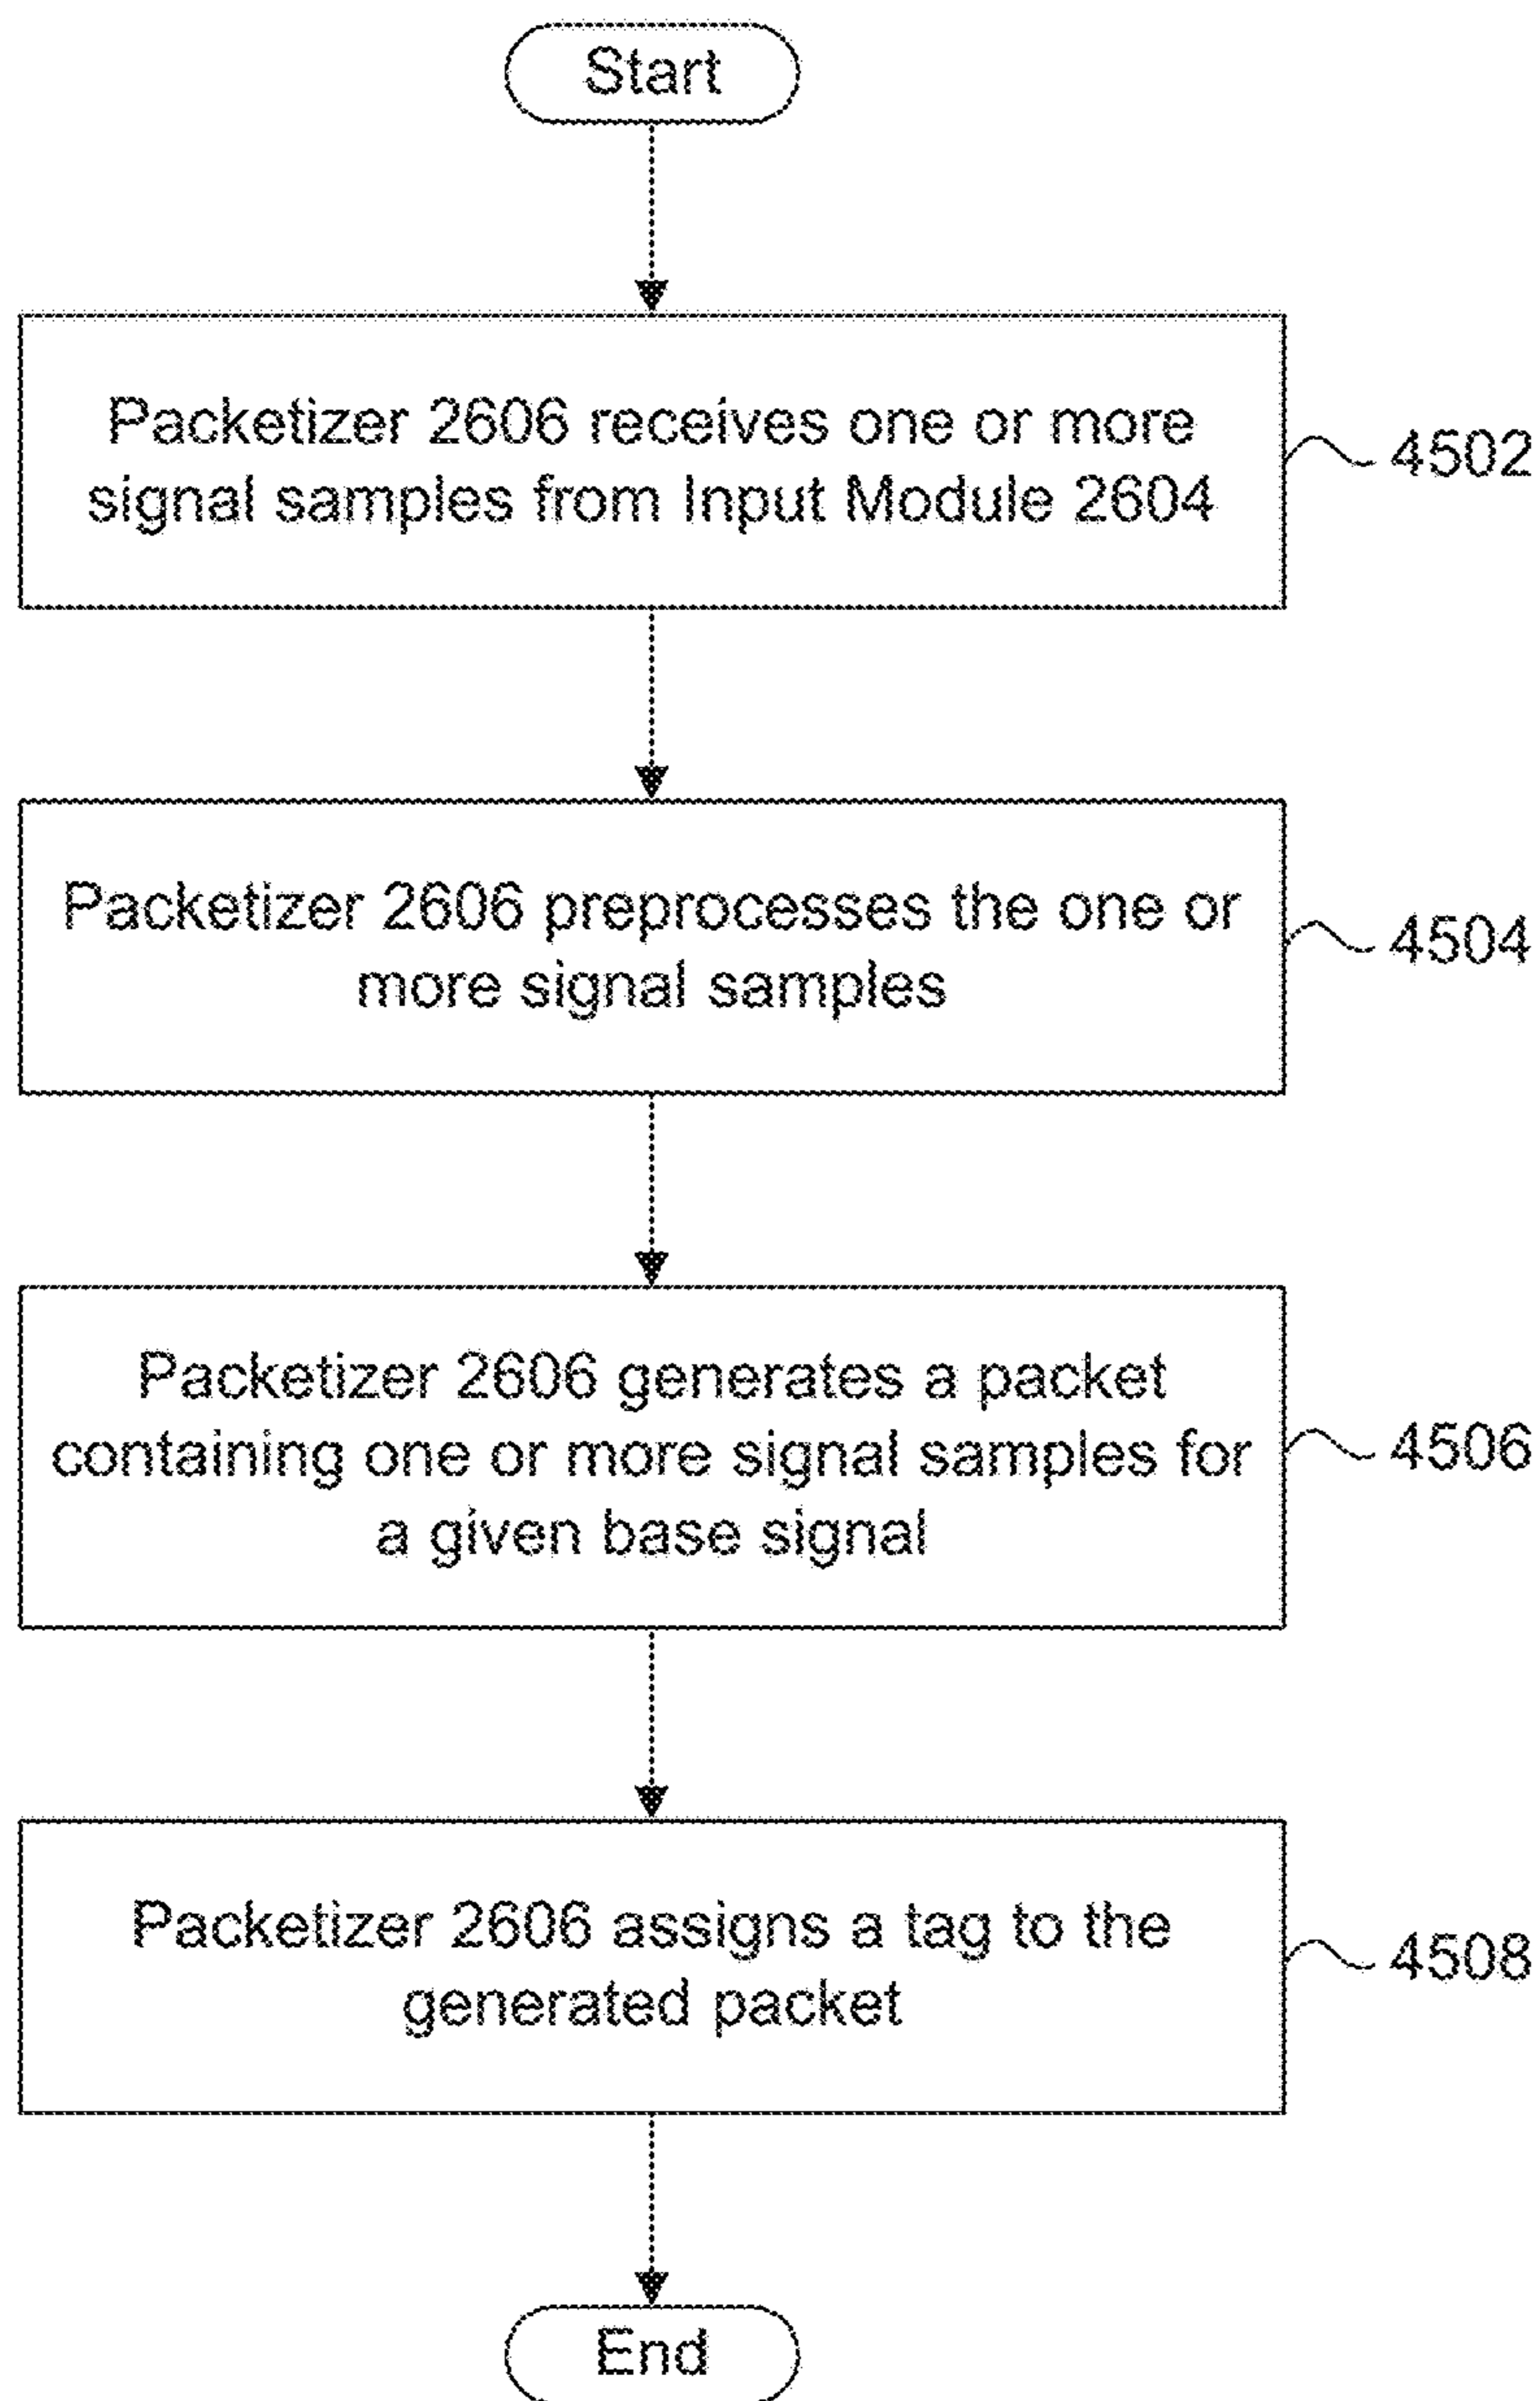 Start
Packetizer 2606 receives one or more
signal samples from Input Module 2604
4502
Packetizer 2606 preprocesses the one or
more signal samples
4504
Packetizer 2606 generates a packet
containing one or more signal samples for
a given base signal
4506
Packetizer 2606 assigns a tag to the
generated packet
4508
End